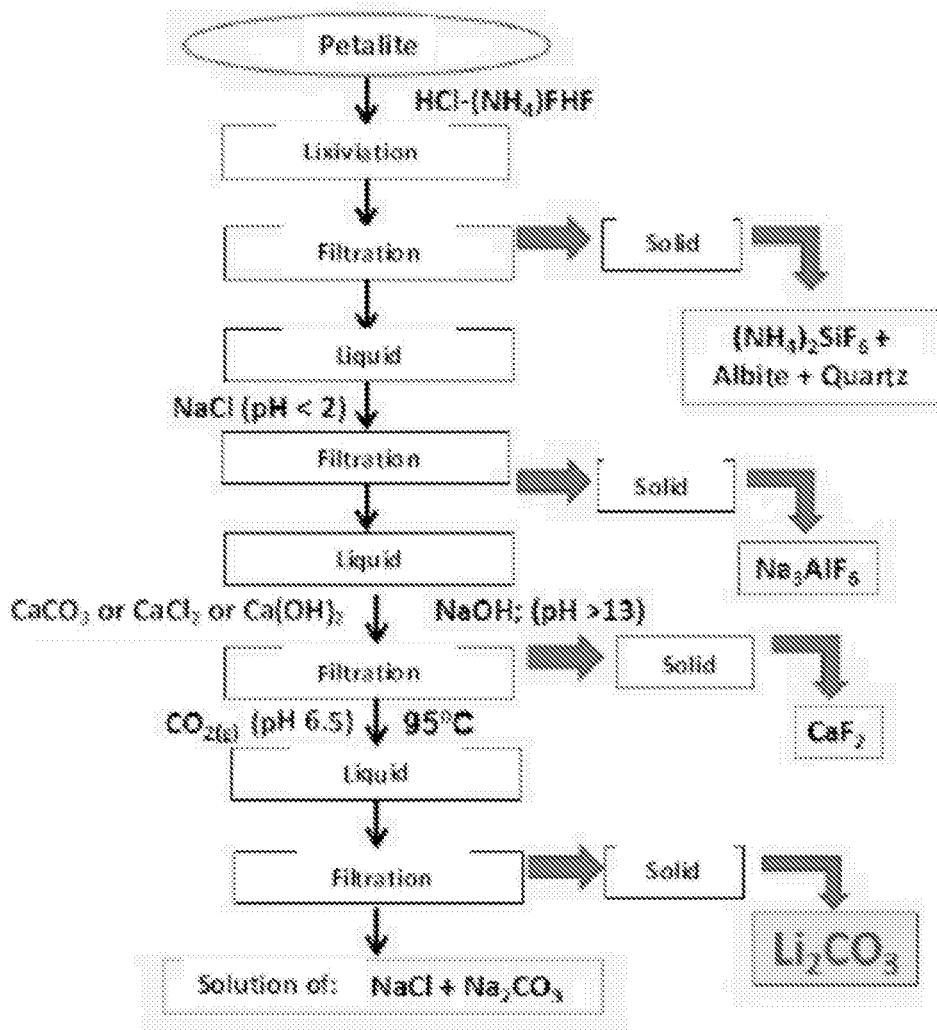 Petalite
HCl-(NH₄)FHF
Lixiviation
Filtration
Solid
(NH₄)₂SiF₆ +
Albite + Quartz
Liquid
NaCl (pH < 2)
Filtration
Solid
Na₃AlF₆
Liquid
CaCO₃ or CaCl₂ or Ca(OH)₂
NaOH; (pH >13)
Filtration
Solid
CaF₂
CO₂₍g₎ (pH 6.5)
95°C
Liquid
Filtration
Solid
Li₂CO₃
Solution of: NaCl + Na₂CO₃